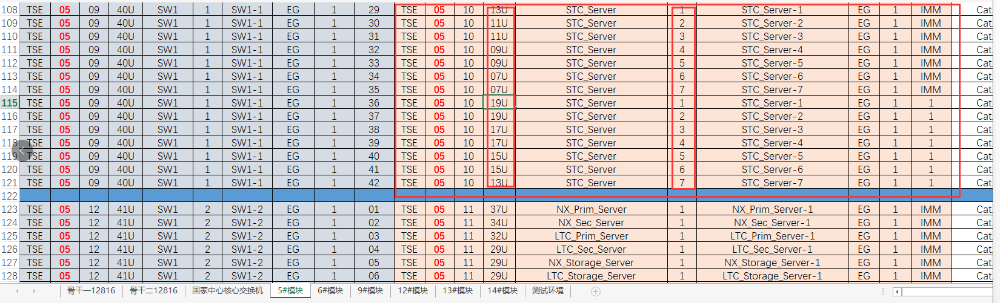 108 TSE 05 09 40U SW1 1 SW1-1 EG 1 29 TSE 05 10 13U STC_Server 1 STC_Server-1 EG 1 IMM Cat
109 TSE 05 09 40U SW1 1 SW1-1 EG 1 30 TSE 05 10 11U STC_Server 2 STC_Server-2 EG 1 IMM Cat
110 TSE 05 09 40U SW1 1 SW1-1 EG 1 31 TSE 05 10 11U STC_Server 3 STC_Server-3 EG 1 IMM Cat
111 TSE 05 09 40U SW1 1 SW1-1 EG 1 32 TSE 05 10 09U STC_Server 4 STC_Server-4 EG 1 IMM Cat
112 TSE 05 09 40U SW1 1 SW1-1 EG 1 33 TSE 05 10 09U STC_Server 5 STC_Server-5 EG 1 IMM Cat
113 TSE 05 09 40U SW1 1 SW1-1 EG 1 34 TSE 05 10 07U STC_Server 6 STC_Server-6 EG 1 IMM Cat
114 TSE 05 09 40U SW1 1 SW1-1 EG 1 35 TSE 05 10 07U STC_Server 7 STC_Server-7 EG 1 IMM Cat
115 TSE 05 09 40U SW1 1 SW1-1 EG 1 36 TSE 05 10 19U STC_Server 1 STC_Server-1 EG 1 1 Cat
116 TSE 05 09 40U SW1 1 SW1-1 EG 1 37 TSE 05 10 19U STC_Server 2 STC_Server-2 EG 1 1 Cat
117 TSE 05 09 40U SW1 1 SW1-1 EG 1 38 TSE 05 10 17U STC_Server 3 STC_Server-3 EG 1 1 Cat
118 TSE 05 09 40U SW1 1 SW1-1 EG 1 39 TSE 05 10 17U STC_Server 4 STC_Server-4 EG 1 1 Cat
119 TSE 05 09 40U SW1 1 SW1-1 EG 1 40 TSE 05 10 15U STC_Server 5 STC_Server-5 EG 1 1 Cat
120 TSE 05 09 40U SW1 1 SW1-1 EG 1 41 TSE 05 10 15U STC_Server 6 STC_Server-6 EG 1 1 Cat
121 TSE 05 09 40U SW1 1 SW1-1 EG 1 42 TSE 05 10 13U STC_Server 7 STC_Server-7 EG 1 1 Cat
122
123 TSE 05 12 41U SW1 2 SW1-2 EG 1 01 TSE 05 11 37U NX_Prim_Server 1 NX_Prim_Server-1 EG 1 IMM Cat
124 TSE 05 12 41U SW1 2 SW1-2 EG 1 02 TSE 05 11 34U NX_Sec_Server 1 NX_Sec_Server-1 EG 1 IMM Cat
125 TSE 05 12 41U SW1 2 SW1-2 EG 1 03 TSE 05 11 32U LTC_Prim_Server 1 LTC_Prim_Server-1 EG 1 IMM Cat
126 TSE 05 12 41U SW1 2 SW1-2 EG 1 04 TSE 05 11 29U LTC_Sec_Server 1 LTC_Sec_Server-1 EG 1 IMM Cat
127 TSE 05 12 41U SW1 2 SW1-2 EG 1 05 TSE 05 11 29U NX_Storage_Server 1 NX_Storage_Server-1 EG 1 IMM Cat
128 TSE 05 12 41U SW1 2 SW1-2 EG 1 06 TSE 05 11 29U LTC_Storage_Server 1 LTC_Storage_Server-1 EG 1 IMM Cat
骨干一12816 骨干二12816 国家中心核心交换机 5#模块 6#模块 9#模块 12#模块 13#模块 14#模块 测试环境